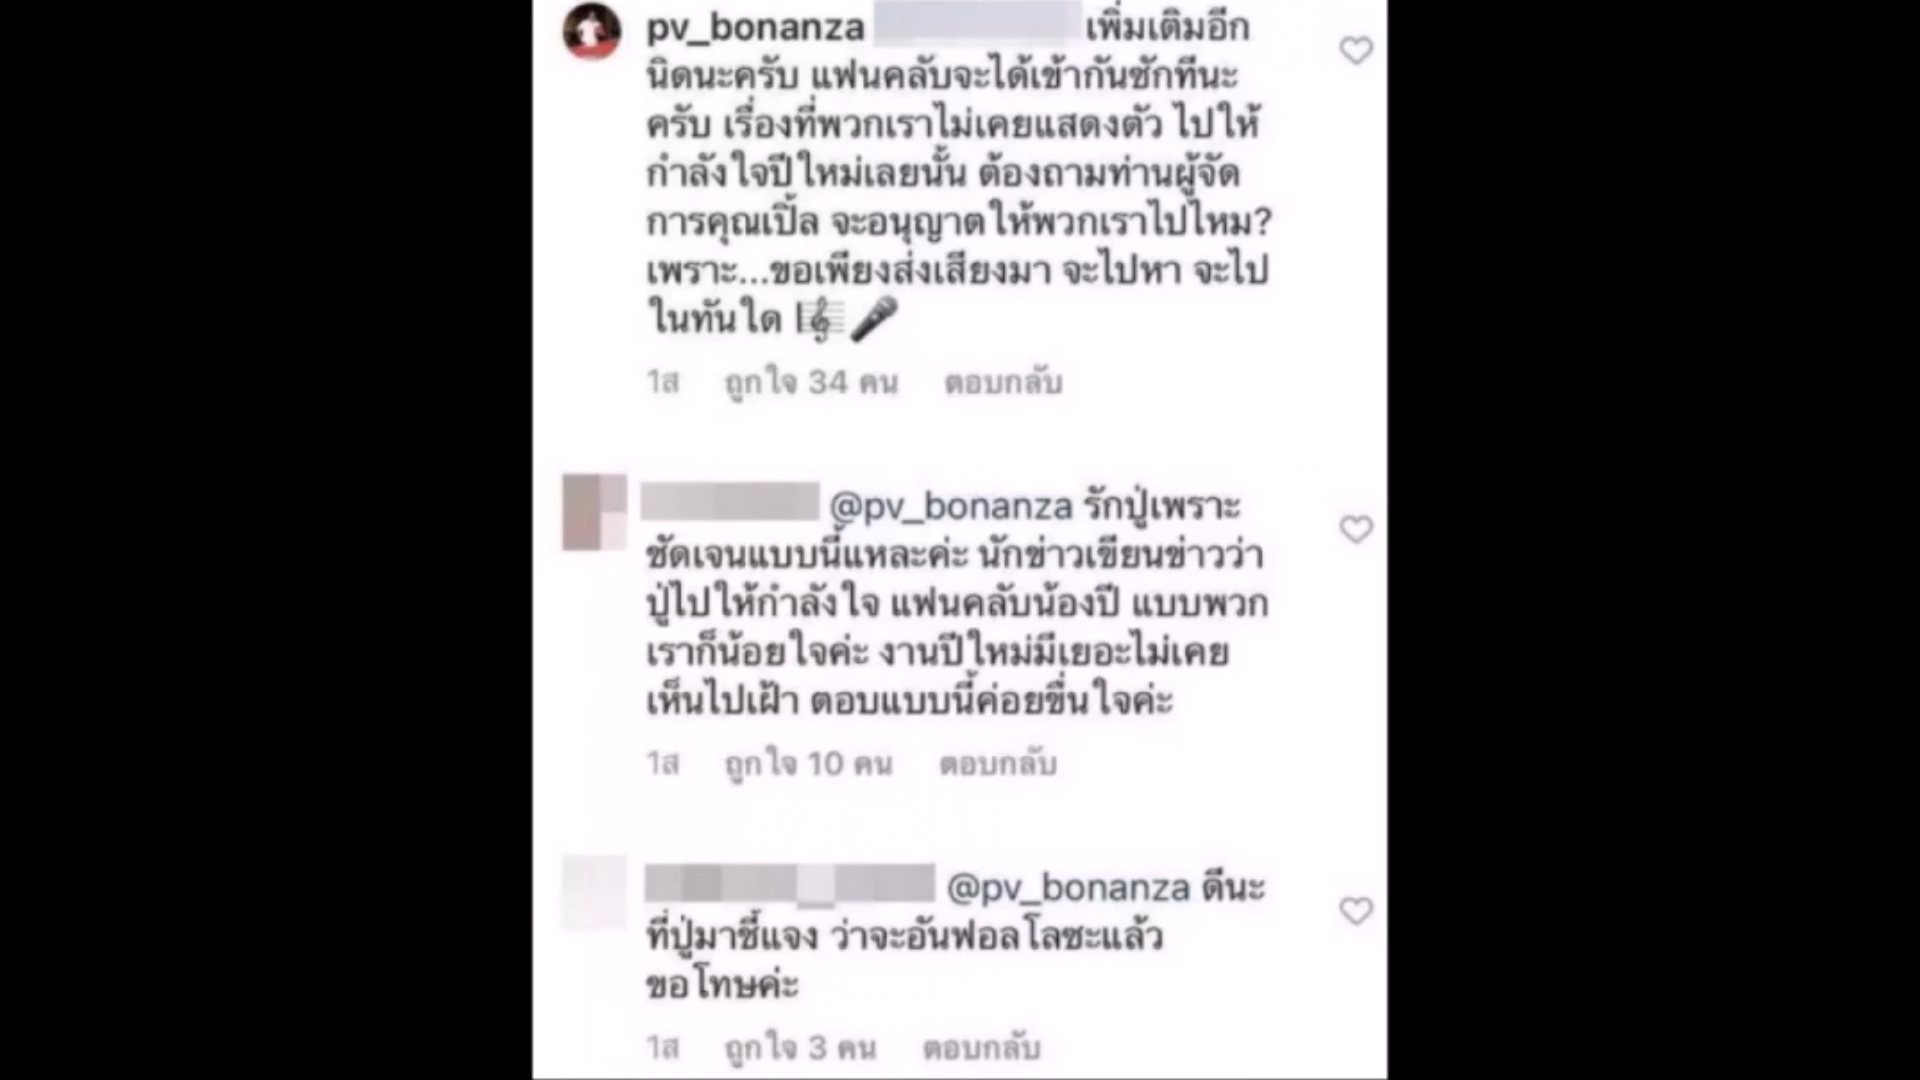 pv_bonanza เพิ่มเติมอีก
นิดนะครับ แฟนคลับจะได้เข้ากันซักทีนะ
ครับ เรื่องที่พวกเราไม่เคยแสดงตัว ไปให้
กำลังใจปีใหม่เลยนั้น ต้องถามท่านผู้จัด
การคุณเปิ้ล จะอนุญาตให้พวกเราไปไหม?
เพราะ...ขอเพียงส่งเสียงมา จะไปหา จะไป
ในทันใด 🎼🎤
1ส ถูกใจ 34 คน ตอบกลับ
@pv_bonanza รักปู่เพราะ
ชัดเจนแบบนี้แหละค่ะ นักข่าวเขียนข่าวว่า
ปู่ไปให้กำลังใจ แฟนคลับน้องปี แบบพวก
เราก็น้อยใจค่ะ งานปีใหม่มีเยอะไม่เคย
เห็นไปเฝ้า ตอบแบบนี้ค่อยชื่นใจค่ะ
1ส ถูกใจ 10 คน ตอบกลับ
@pv_bonanza ดีนะ
ที่ปู่มาชี้แจง ว่าจะอันฟอลโลซะแล้ว
ขอโทษค่ะ
1ส ถูกใจ 3 คน ตอบกลับ